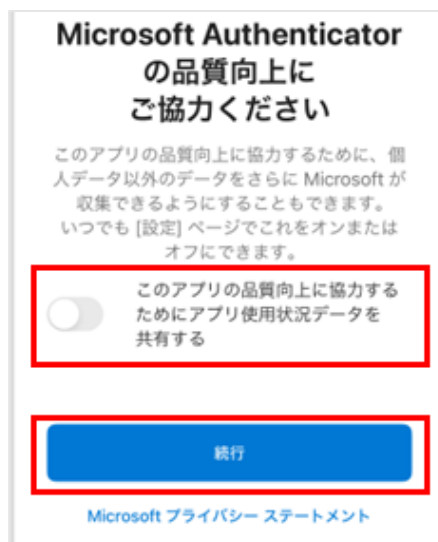 Microsoft Authenticator
の品質向上に
ご協力ください
このアプリの品質向上に協力するために、個
人データ以外のデータをさらに Microsoft が
収集できるようにすることもできます。
いつでも [設定] ページでこれをオンまたは
オフにできます。
このアプリの品質向上に協力する
ためにアプリ使用状況データを
共有する
続行
Microsoft プライバシー ステートメント